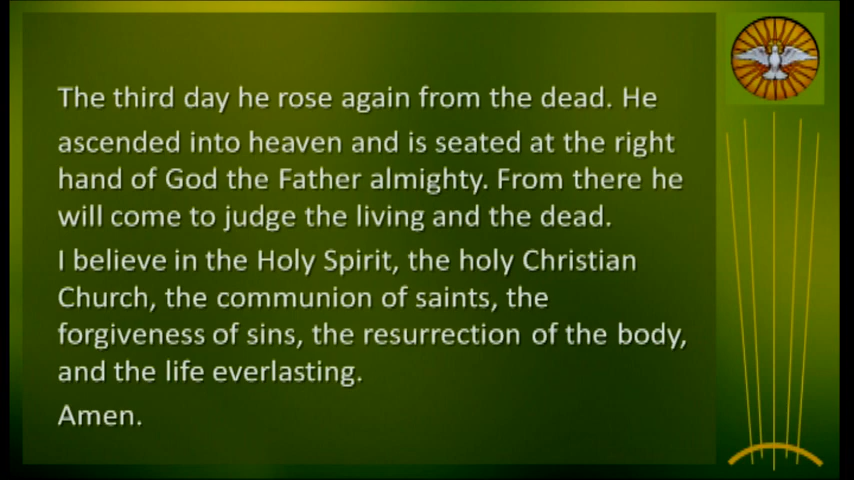 The third day he rose again from the dead. He
ascended into heaven and is seated at the right
hand of God the Father almighty. From there he
will come to judge the living and the dead.
I believe in the Holy Spirit, the holy Christian
Church, the communion of saints, the
forgiveness of sins, the resurrection of the body,
and the life everlasting.
Amen.